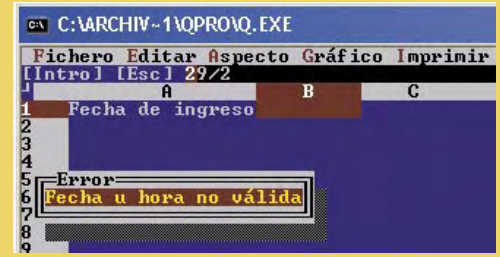 C:\ARCHIV~1\QPRO\Q.EXE
Fichero Editar Aspecto Gráfico Imprimir
[Intro] [Esc] 29/2
A B C
1 Fecha de ingreso
2
3
4
5 Error
6 Fecha u hora no válida
7
8
9